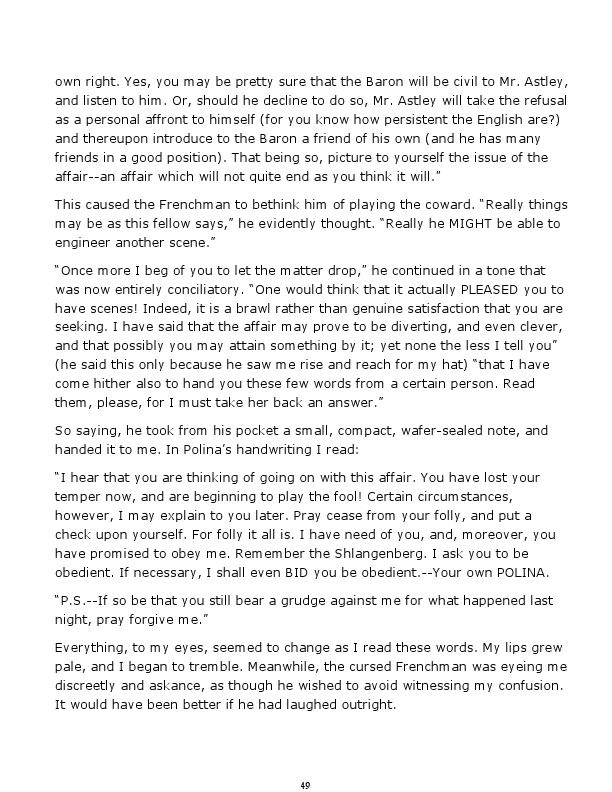 own right. Yes, you may be pretty sure that the Baron will be civil to Mr. Astley,
and listen to him. Or, should he decline to do so, Mr. Astley will take the refusal
as a personal affront to himself (for you know how persistent the English are?)
and thereupon introduce to the Baron a friend of his own (and he has many
friends in a good position). That being so, picture to yourself the issue of the
affair--an affair which will not quite end as you think it will.”
This caused the Frenchman to bethink him of playing the coward. “Really things
may be as this fellow says,” he evidently thought. “Really he MIGHT be able to
engineer another scene.”
“Once more I beg of you to let the matter drop,” he continued in a tone that
was now entirely conciliatory. “One would think that it actually PLEASED you to
have scenes! Indeed, it is a brawl rather than genuine satisfaction that you are
seeking. I have said that the affair may prove to be diverting, and even clever,
and that possibly you may attain something by it; yet none the less I tell you”
(he said this only because he saw me rise and reach for my hat) “that I have
come hither also to hand you these few words from a certain person. Read
them, please, for I must take her back an answer.”
So saying, he took from his pocket a small, compact, wafer-sealed note, and
handed it to me. In Polina’s handwriting I read:
“I hear that you are thinking of going on with this affair. You have lost your
temper now, and are beginning to play the fool! Certain circumstances,
however, I may explain to you later. Pray cease from your folly, and put a
check upon yourself. For folly it all is. I have need of you, and, moreover, you
have promised to obey me. Remember the Shlangenberg. I ask you to be
obedient. If necessary, I shall even BID you be obedient.--Your own POLINA.
“P.S.--If so be that you still bear a grudge against me for what happened last
night, pray forgive me.”
Everything, to my eyes, seemed to change as I read these words. My lips grew
pale, and I began to tremble. Meanwhile, the cursed Frenchman was eyeing me
discreetly and askance, as though he wished to avoid witnessing my confusion.
It would have been better if he had laughed outright.
49